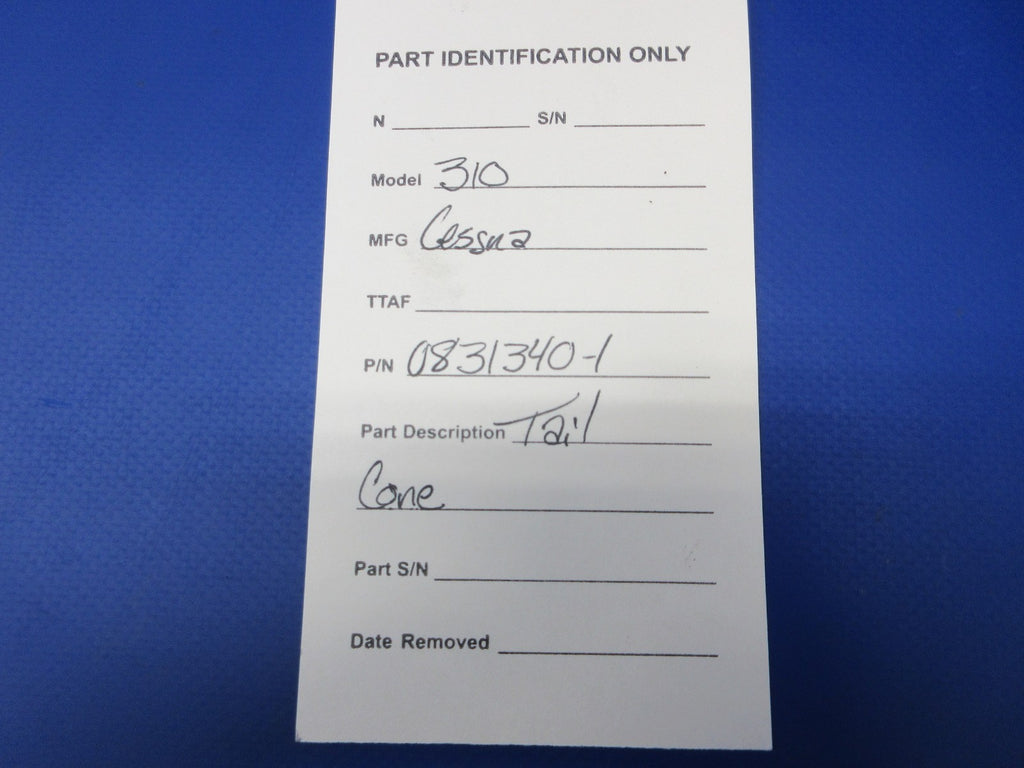 PART IDENTIFICATION ONLY
N S/N
Model 310
MFG Cessna
TTAF
P/N 0831340-1
Part Description Tail
Cone
Part S/N
Date Removed